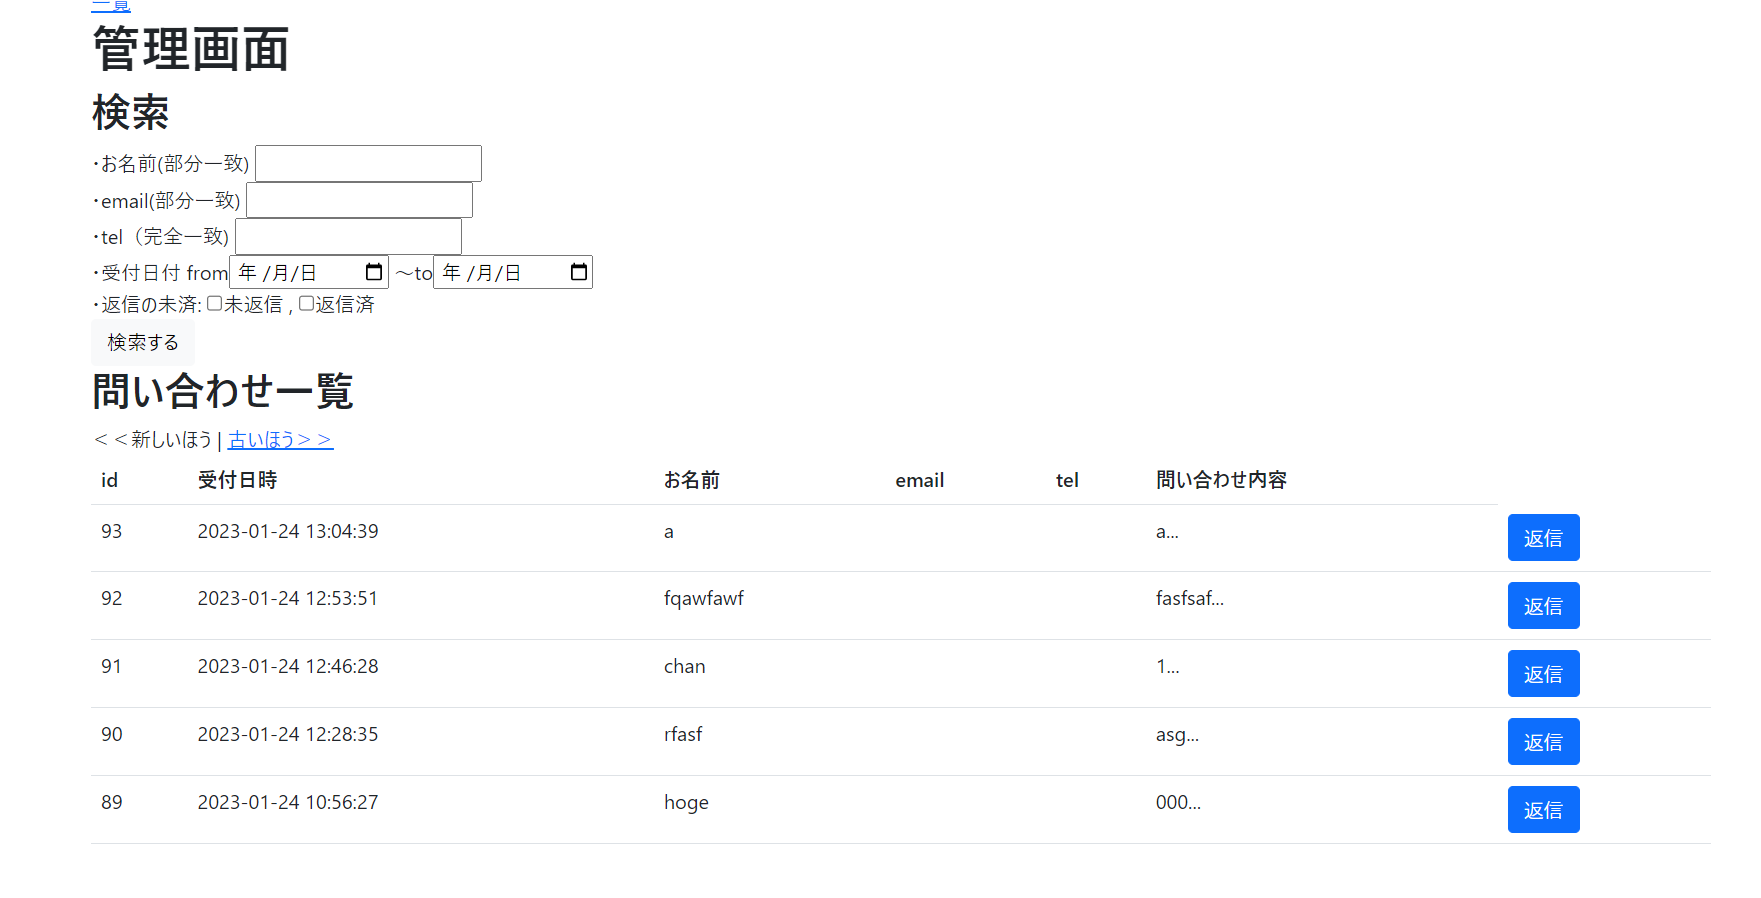 一覧
管理画面
検索
・お名前(部分一致)
・email(部分一致)
・tel（完全一致)
・受付日付 from 年 /月/日 ～to 年 /月/日
・返信の未済: 未返信 , 返信済
検索する
問い合わせ一覧
＜＜新しいほう | 古いほう＞＞
id 受付日時 お名前 email tel 問い合わせ内容
93 2023-01-24 13:04:39 a a... 返信
92 2023-01-24 12:53:51 fqawfawf fasfsaf... 返信
91 2023-01-24 12:46:28 chan 1... 返信
90 2023-01-24 12:28:35 rfasf asg... 返信
89 2023-01-24 10:56:27 hoge 000... 返信